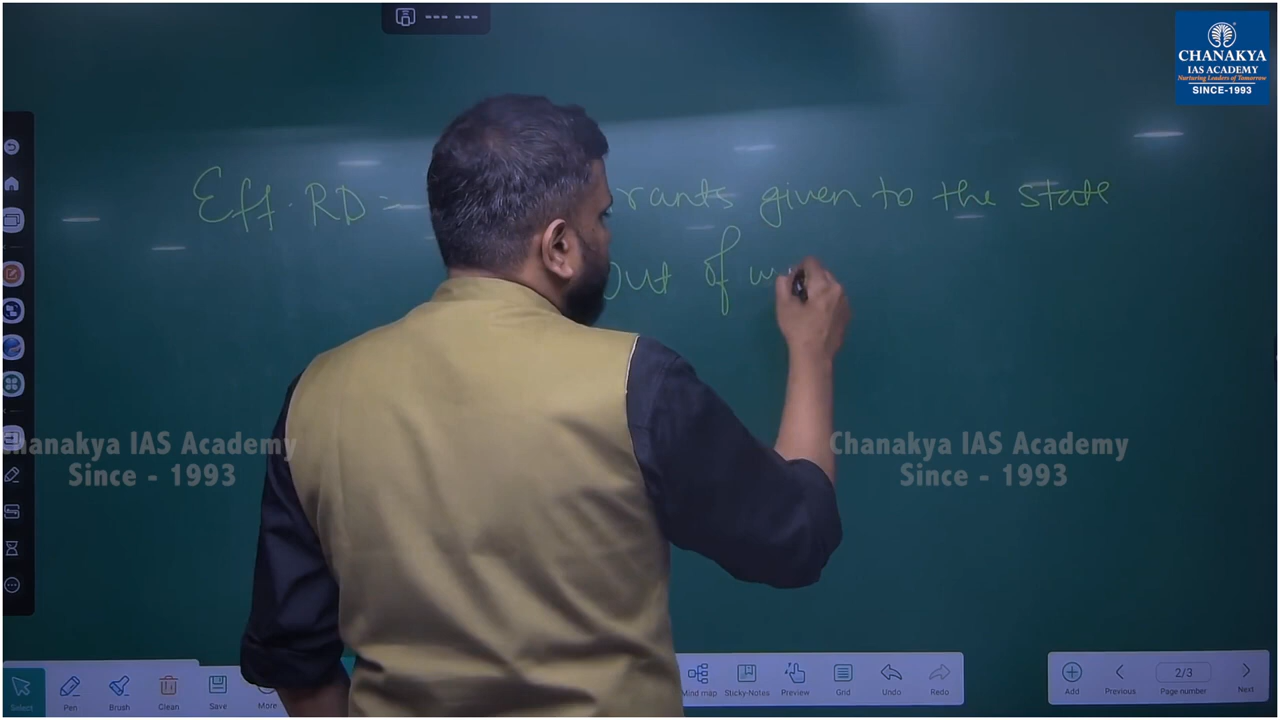 CHANAKYA
IAS ACADEMY
Nurturing Leaders of Tomorrow
SINCE-1993
Eff. RD = rants given to the state
out of
Chanakya IAS Academy
Since - 1993
Chanakya IAS Academy
Since - 1993
Select Pen Brush Clean Save More Mind map Sticky-Notes Preview Grid Undo Redo Add Previous 2/3 Page number Next